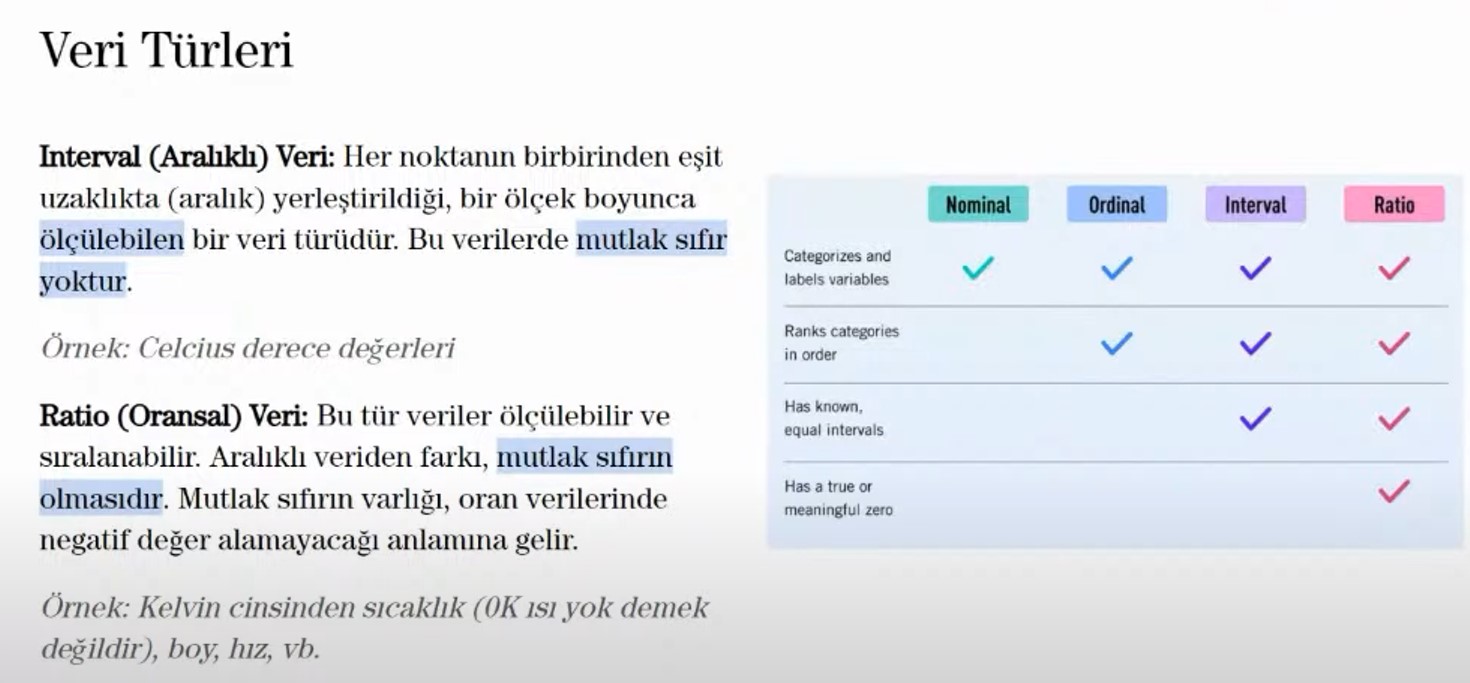 Veri Türleri
Interval (Aralıklı) Veri: Her noktanın birbirinden eşit
uzaklıkta (aralık) yerleştirildiği, bir ölçek boyunca
ölçülebilen bir veri türüdür. Bu verilerde mutlak sıfır
yoktur.
Örnek: Celcius derece değerleri
Ratio (Oransal) Veri: Bu tür veriler ölçülebilir ve
sıralanabilir. Aralıklı veriden farkı, mutlak sıfırın
olmasıdır. Mutlak sıfırın varlığı, oran verilerinde
negatif değer alamayacağı anlamına gelir.
Örnek: Kelvin cinsinden sıcaklık (0K ısı yok demek
değildir), boy, hız, vb.
Nominal Ordinal Interval Ratio
Categorizes and
labels variables
Ranks categories
in order
Has known,
equal intervals
Has a true or
meaningful zero